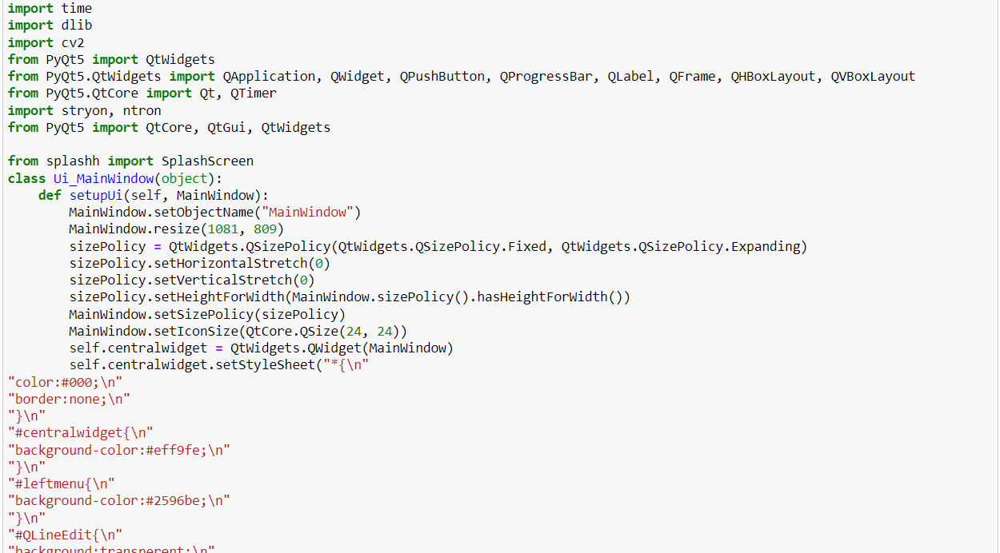 import time
import dlib
import cv2
from PyQt5 import QtWidgets
from PyQt5.QtWidgets import QApplication, QWidget, QPushButton, QProgressBar, QLabel, QFrame, QHBoxLayout, QVBoxLayout
from PyQt5.QtCore import Qt, QTimer
import stryon, ntron
from PyQt5 import QtCore, QtGui, QtWidgets

from splashh import SplashScreen
class Ui_MainWindow(object):
    def setupUi(self, MainWindow):
        MainWindow.setObjectName("MainWindow")
        MainWindow.resize(1081, 809)
        sizePolicy = QtWidgets.QSizePolicy(QtWidgets.QSizePolicy.Fixed, QtWidgets.QSizePolicy.Expanding)
        sizePolicy.setHorizontalStretch(0)
        sizePolicy.setVerticalStretch(0)
        sizePolicy.setHeightForWidth(MainWindow.sizePolicy().hasHeightForWidth())
        MainWindow.setSizePolicy(sizePolicy)
        MainWindow.setIconSize(QtCore.QSize(24, 24))
        self.centralwidget = QtWidgets.QWidget(MainWindow)
        self.centralwidget.setStyleSheet("*{\n"
"color:#000;\n"
"border:none;\n"
"}\n"
"#centralwidget{\n"
"background-color:#eff9fe;\n"
"}\n"
"#leftmenu{\n"
"background-color:#2596be;\n"
"}\n"
"#QLineEdit{\n"
"background:transperent;\n"